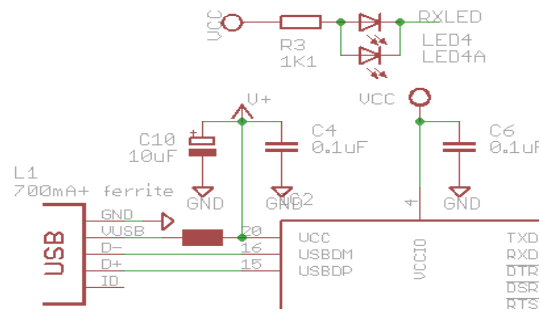 VCC
RXLED
R3
1K1
LED4
LED4A
VCC
V+
C10
10uF
C4
0.1uF
C6
0.1uF
L1
700mA+ ferrite
GND
GND
GND
IC2
USB
GND
VUSB
D-
D+
ID
20
16
15
4
VCC
USBDM
USBDP
VCCIO
TXD
RXD
DTR
DSR
RTS